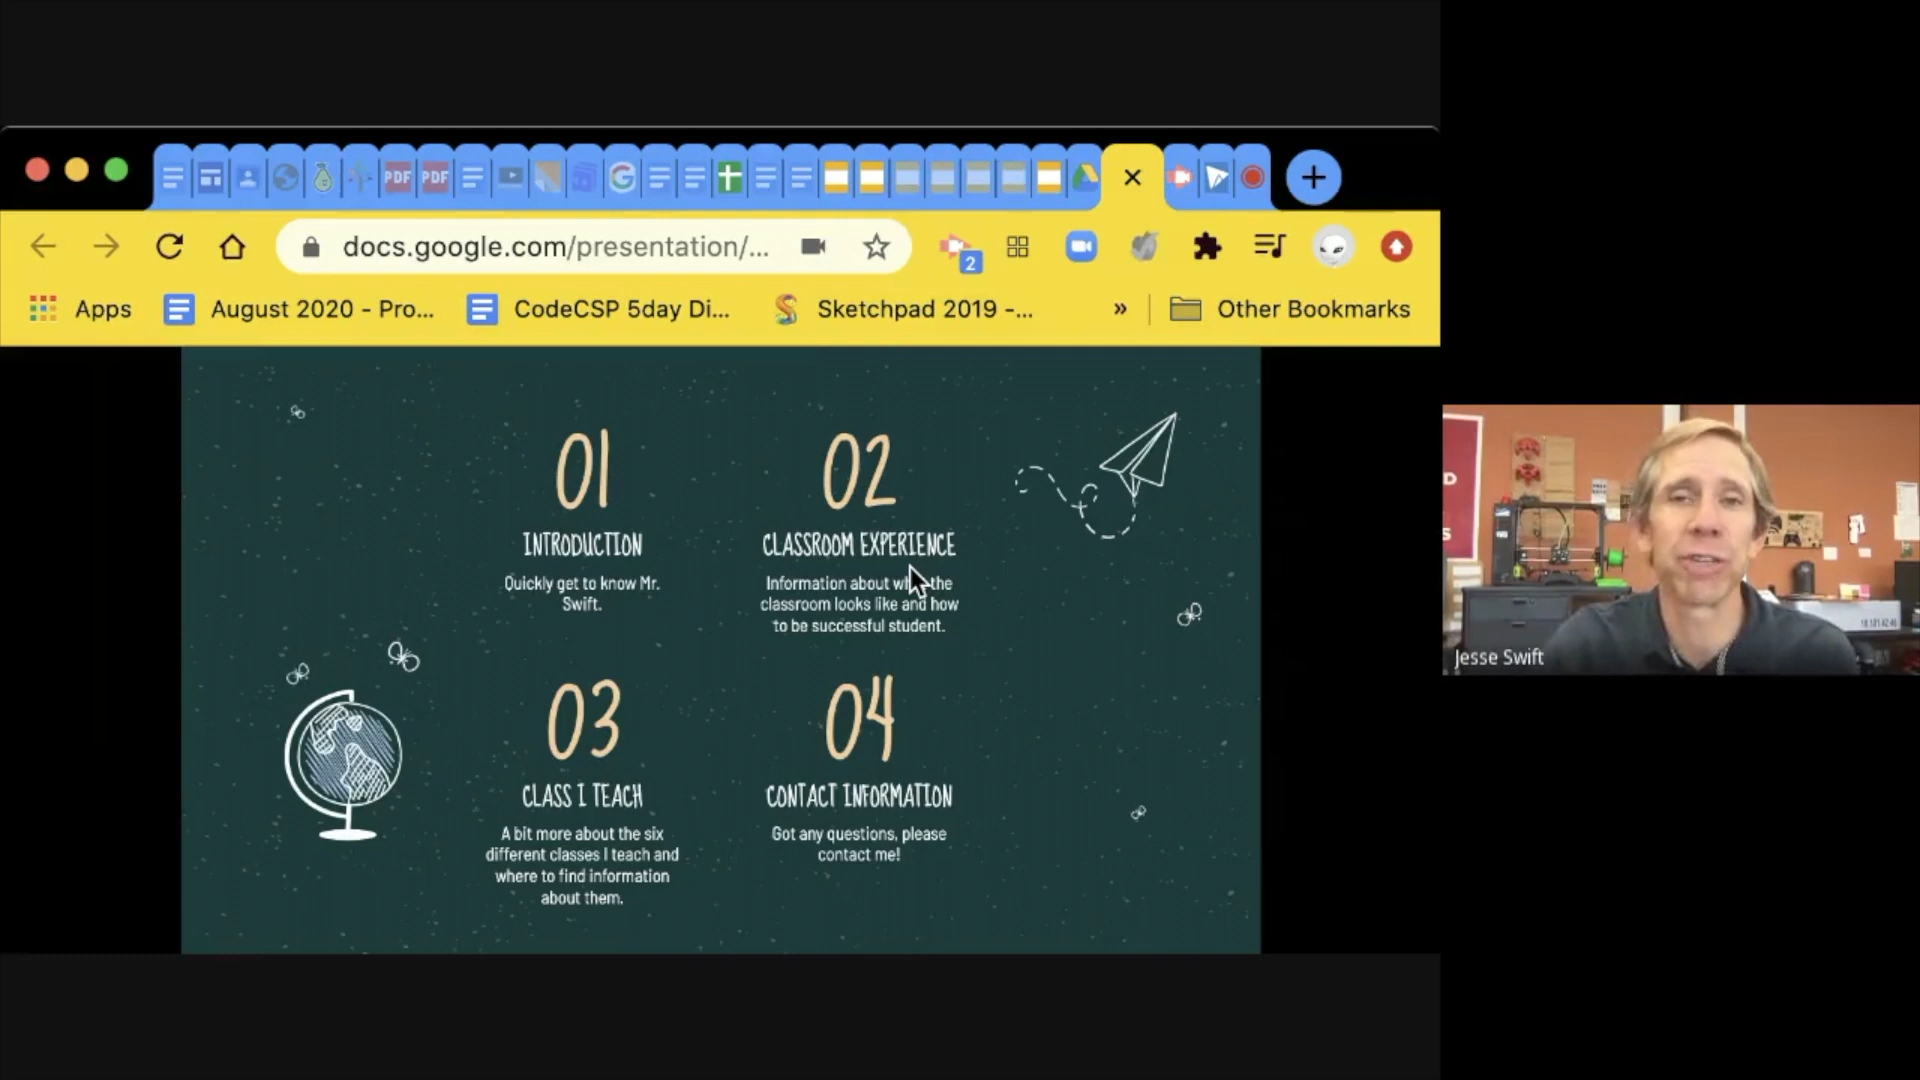 PDF PDF
docs.google.com/presentation/...
2
Apps August 2020 - Pro... CodeCSP 5day Di... Sketchpad 2019 -... » Other Bookmarks
01
INTRODUCTION
Quickly get to know Mr.
Swift.
02
CLASSROOM EXPERIENCE
Information about the
classroom looks like and how
to be successful student.
03
CLASS I TEACH
A bit more about the six
different classes I teach and
where to find information
about them.
04
CONTACT INFORMATION
Got any questions, please
contact me!
D
S
Jesse Swift